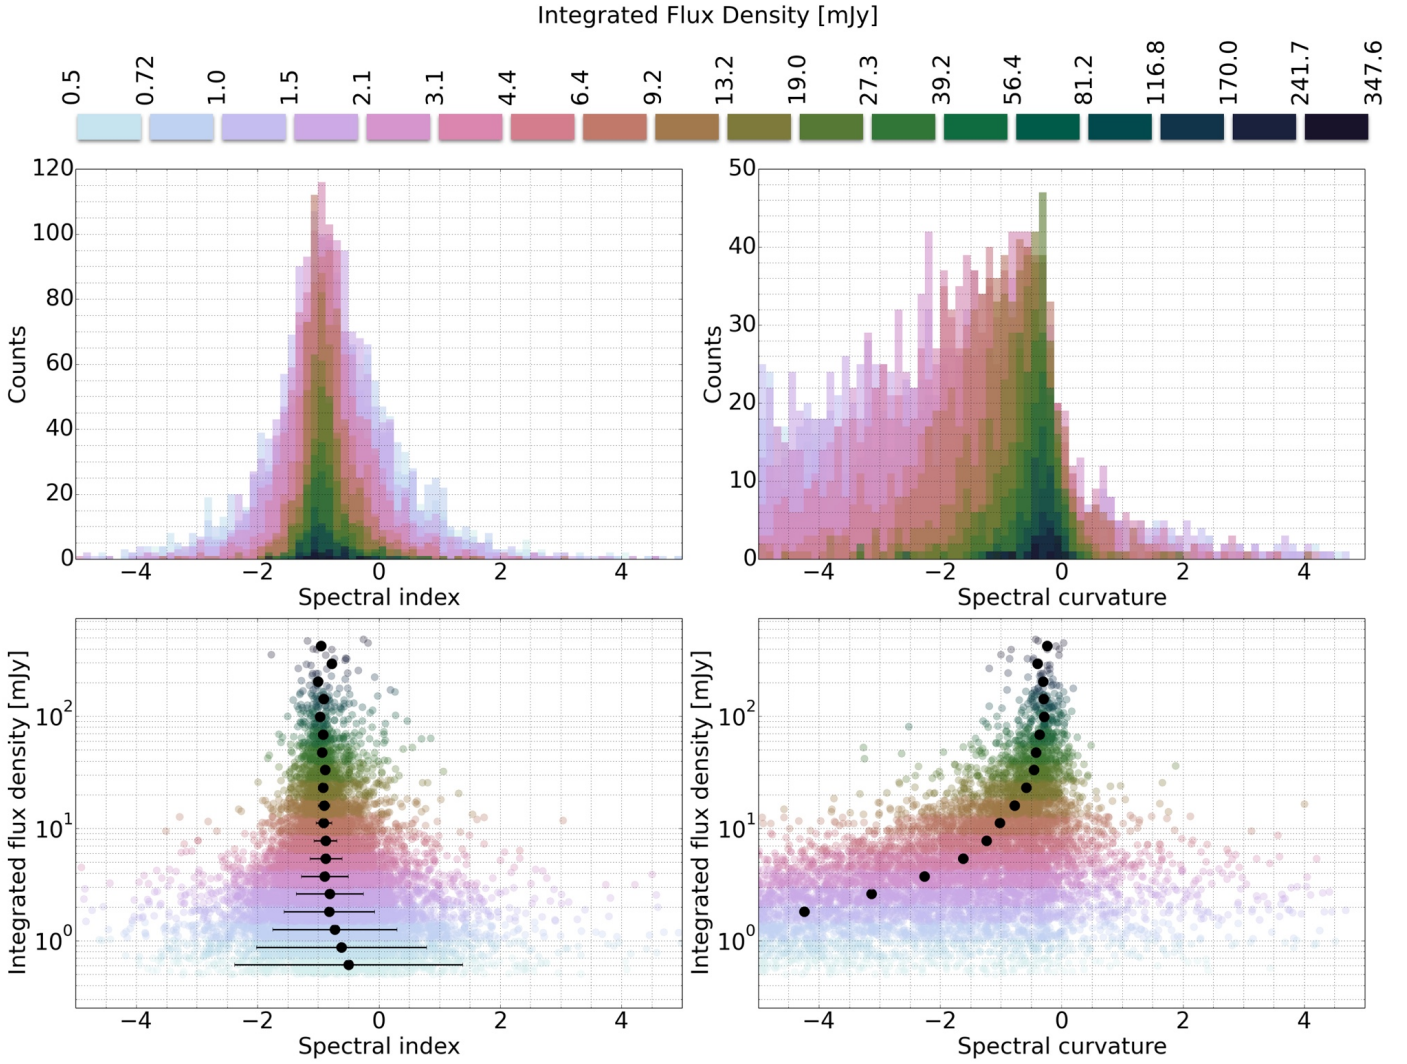 Integrated Flux Density [mJy]
0.5 0.72 1.0 1.5 2.1 3.1 4.4 6.4 9.2 13.2 19.0 27.3 39.2 56.4 81.2 116.8 170.0 241.7 347.6
Counts
120
100
80
60
40
20
0
−4 −2 0 2 4
Spectral index
Counts
50
40
30
20
10
0
−4 −2 0 2 4
Spectral curvature
Integrated flux density [mJy]
10²
10¹
10⁰
−4 −2 0 2 4
Spectral index
Integrated flux density [mJy]
10²
10¹
10⁰
−4 −2 0 2 4
Spectral curvature